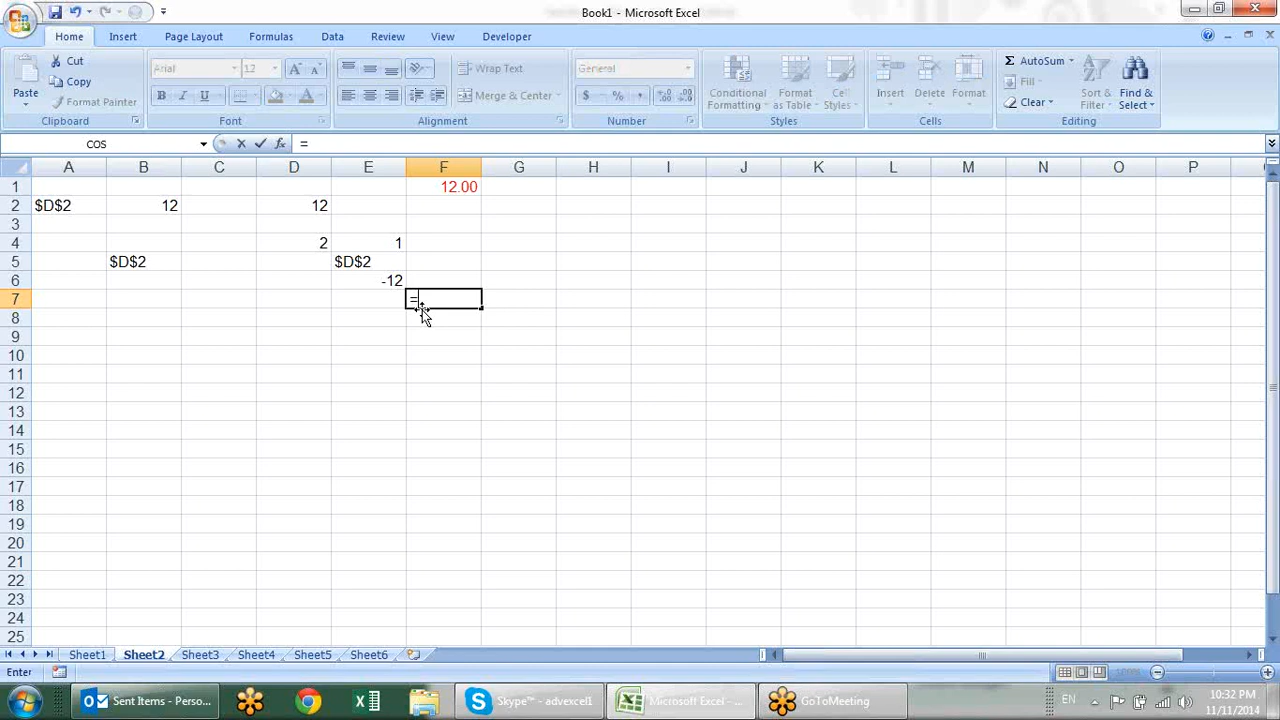 Book1 - Microsoft Excel
Home Insert Page Layout Formulas Data Review View Developer
Cut
Copy
Format Painter
Paste
Clipboard
Arial 12
Font
Wrap Text
Merge & Center
Alignment
General
Number
Conditional Formatting
Format as Table
Cell Styles
Styles
Insert Delete Format
Cells
AutoSum
Fill
Clear
Sort & Filter
Find & Select
Editing
COS =
A B C D E F G H I J K L M N O P
1 12.00
2 $D$2 12 12
3
4 2 1
5 $D$2 $D$2
6 -12
7 =
8
9
10
11
12
13
14
15
16
17
18
19
20
21
22
23
24
25
Sheet1 Sheet2 Sheet3 Sheet4 Sheet5 Sheet6
Enter
Sent Items - Perso... Skype™ - advexcel1 Microsoft Excel - ... GoToMeeting EN 10:32 PM
11/11/2014